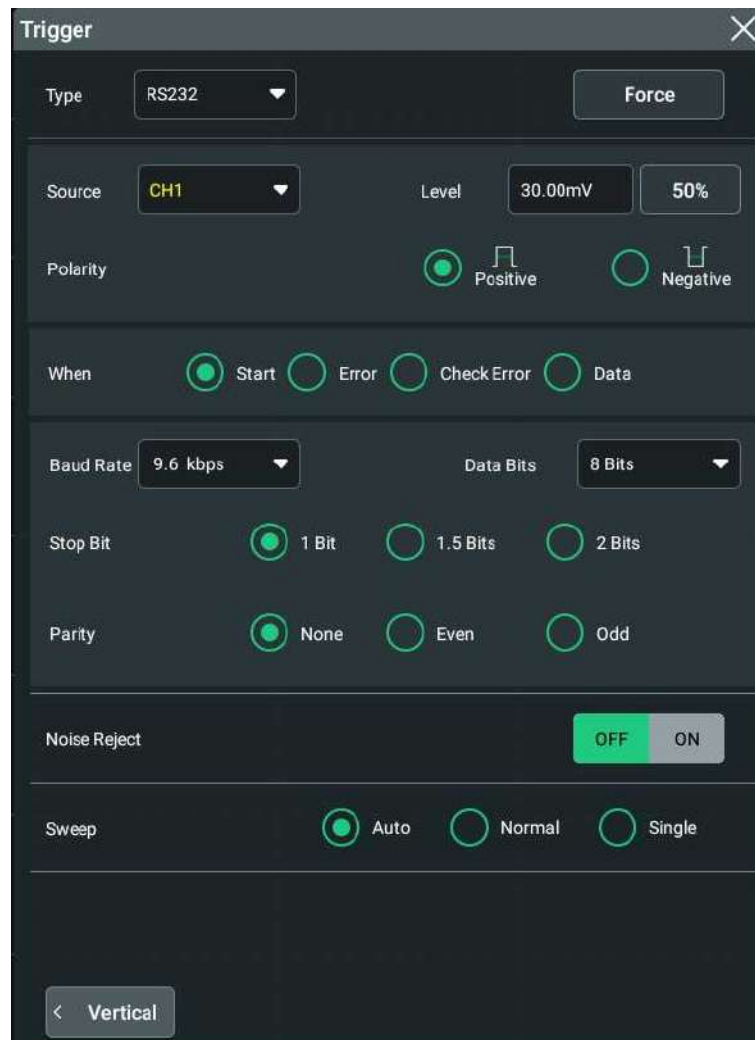 Trigger
Type RS232 Force
Source CH1 Level 30.00mV 50%
Polarity Positive Negative
When Start Error Check Error Data
Baud Rate 9.6 kbps Data Bits 8 Bits
Stop Bit 1 Bit 1.5 Bits 2 Bits
Parity None Even Odd
Noise Reject OFF ON
Sweep Auto Normal Single
< Vertical